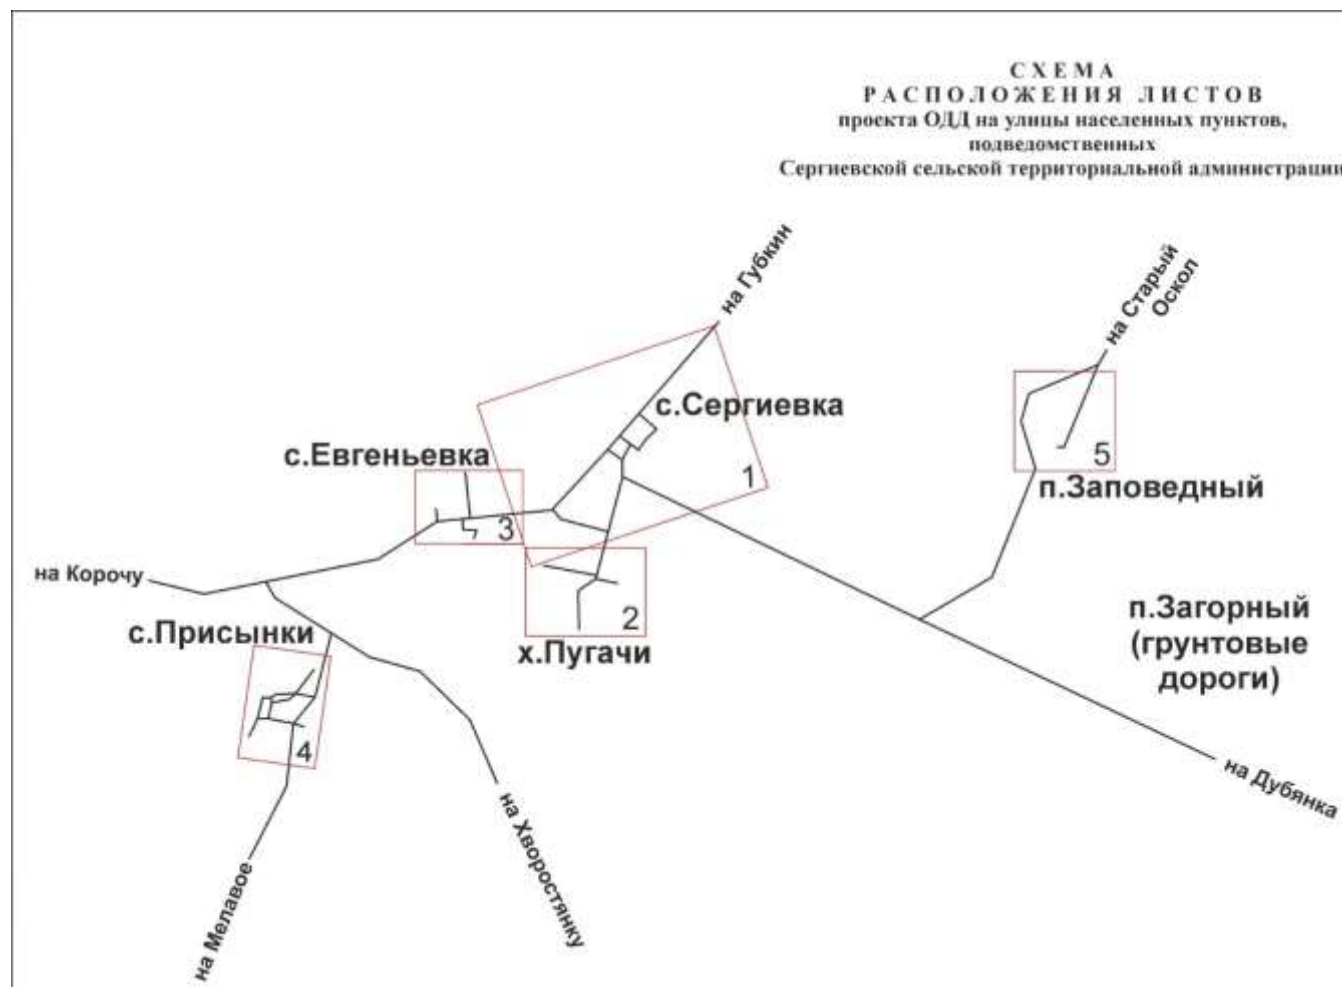 СХЕМА
РАСПОЛОЖЕНИЯ ЛИСТОВ
проекта ОДД на улицы населенных пунктов,
подведомственных
Сергиевской сельской территориальной администрации
на Губкин
на Старый
Оскол
с.Сергиевка
с.Евгеньевка
1
5
п.Заповедный
3
на Корочу
2
п.Загорный
(грунтовые
дороги)
с.Присынки
х.Пугачи
4
на Дубянка
на Хворостянку
на Мелавое